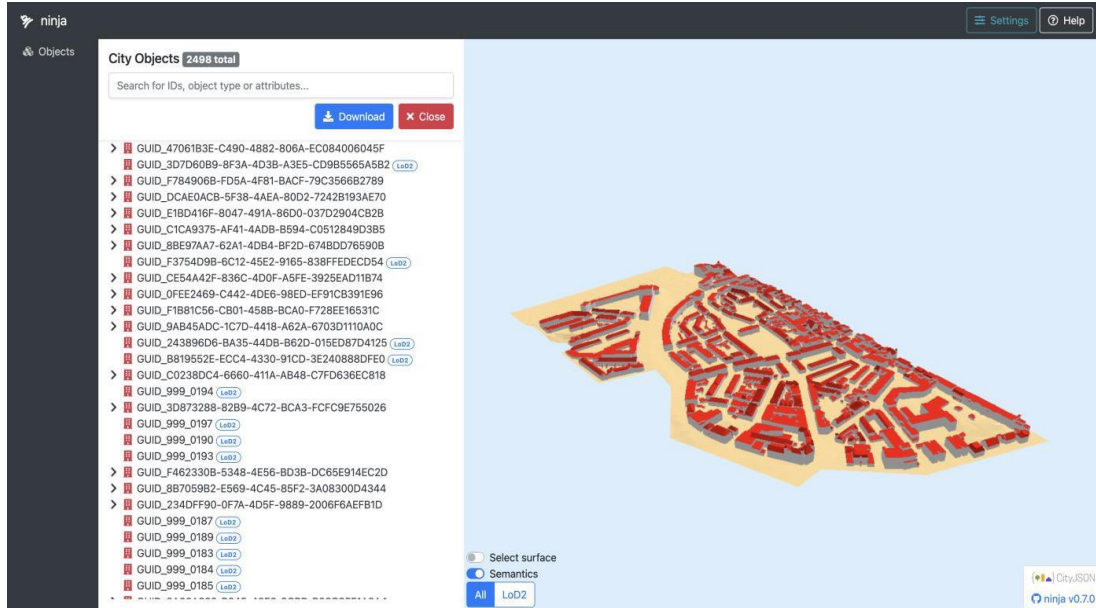 ninja
Settings
Help
Objects
City Objects 2498 total
Search for IDs, object type or attributes...
Download
Close
GUID_47061B3E-C490-4882-806A-EC084006045F
GUID_3D7D60B9-8F3A-4D3B-A3E5-CD9B5565A5B2 LoD2
GUID_F784906B-FD5A-4F81-BACF-79C3566B2789
GUID_DCAE0ACB-5F38-4AEA-80D2-7242B193AE70
GUID_E1BD416F-8047-491A-86D0-037D2904CB2B
GUID_C1CA9375-AF41-4ADB-B594-C0512849D3B5
GUID_8BE97AA7-62A1-4DB4-BF2D-674BDD76590B
GUID_F3754D9B-6C12-45E2-9165-838FFEDECD54 LoD2
GUID_CE54A42F-836C-4D0F-A5FE-3925EAD11B74
GUID_0FEE2469-C442-4DE6-98ED-EF91CB391E96
GUID_F1B81C56-CB01-458B-BCA0-F728EE16531C
GUID_9AB45ADC-1C7D-4418-A62A-6703D1110A0C
GUID_243896D6-BA35-44DB-B62D-015ED87D4125 LoD2
GUID_B819552E-ECC4-4330-91CD-3E240888DFE0 LoD2
GUID_C0238DC4-6660-411A-AB48-C7FD636EC818
GUID_999_0194 LoD2
GUID_3D873288-82B9-4C72-BCA3-FCFC9E755026
GUID_999_0197 LoD2
GUID_999_0190 LoD2
GUID_999_0193 LoD2
GUID_F462330B-5348-4E56-BD3B-DC65E914EC2D
GUID_8B7059B2-E569-4C45-85F2-3A08300D4344
GUID_234DFF90-0F7A-4D5F-9889-2006F6AEFB1D
GUID_999_0187 LoD2
GUID_999_0189 LoD2
GUID_999_0183 LoD2
GUID_999_0184 LoD2
GUID_999_0185 LoD2
Select surface
Semantics
All LoD2
CityJSON
ninja v0.7.0